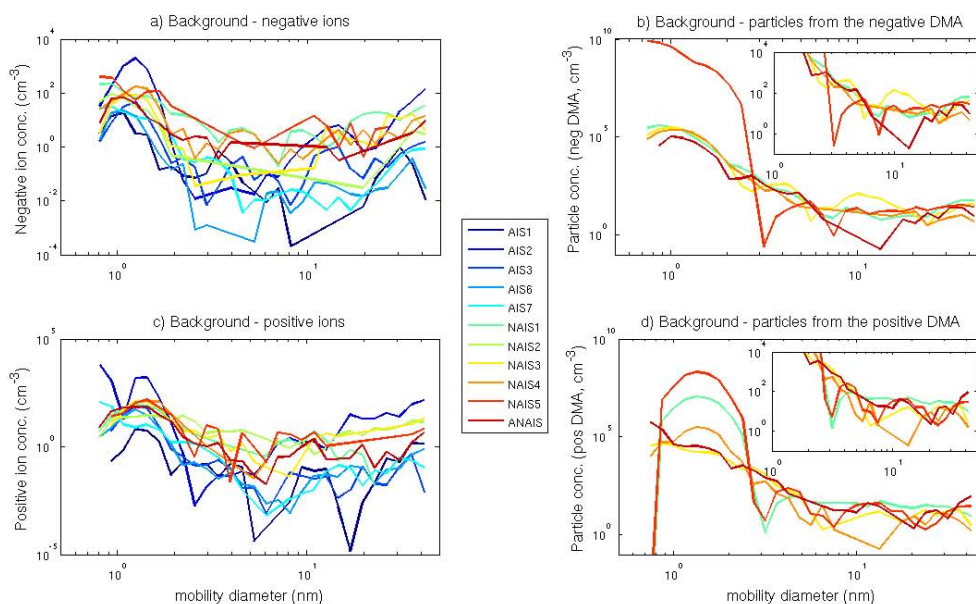 a) Background - negative ions
Negative ion conc. (cm⁻³)
10⁴
10²
10⁰
10⁻²
10⁻⁴
10⁰
10¹
b) Background - particles from the negative DMA
Particle conc. (neg DMA, cm⁻³)
10¹⁰
10⁵
10⁰
10⁰
10¹
10⁴
10²
10⁰
10⁰
10¹
AIS1
AIS2
AIS3
AIS6
AIS7
NAIS1
NAIS2
NAIS3
NAIS4
NAIS5
ANAIS
c) Background - positive ions
Positive ion conc. (cm⁻³)
10⁵
10⁰
10⁻⁵
10⁰
10¹
mobility diameter (nm)
d) Background - particles from the positive DMA
Particle conc. (pos DMA, cm⁻³)
10¹⁰
10⁵
10⁰
10⁰
10¹
10⁴
10²
10⁰
10⁰
10¹
mobility diameter (nm)